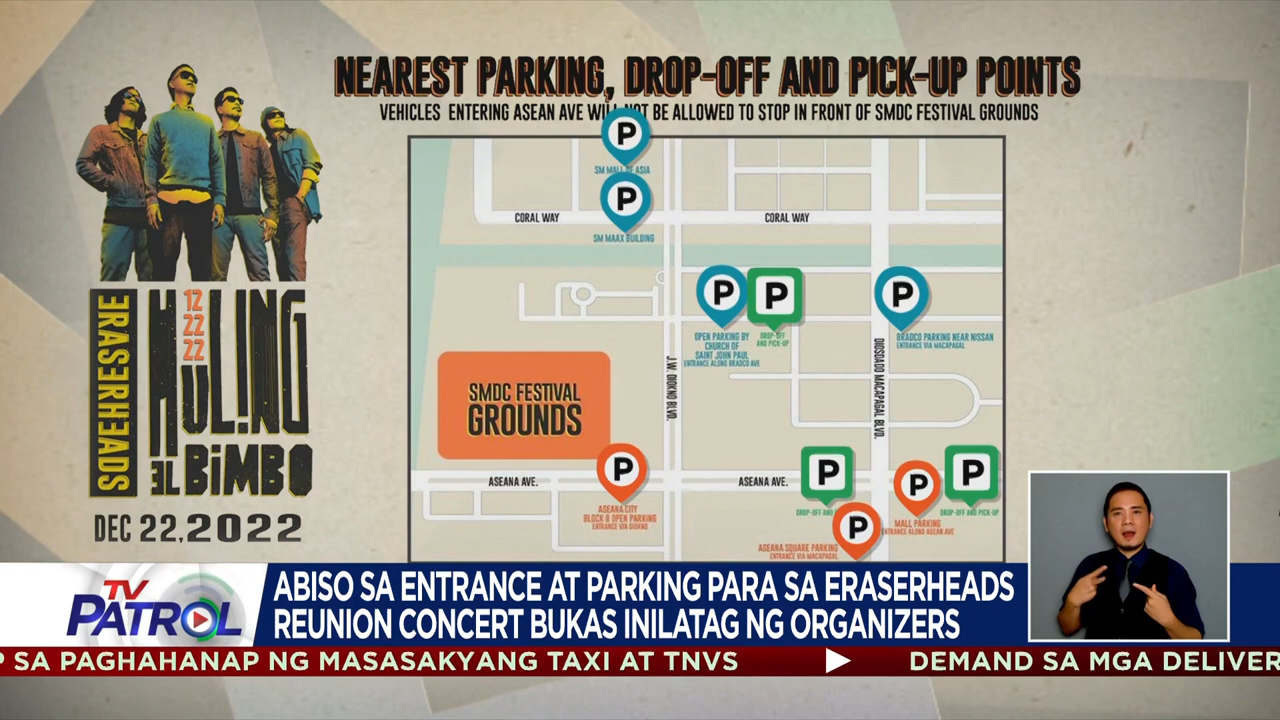 NEAREST PARKING, DROP-OFF AND PICK-UP POINTS
VEHICLES ENTERING ASEAN AVE WILL NOT BE ALLOWED TO STOP IN FRONT OF SMDC FESTIVAL GROUNDS
P
SM MALL OF ASIA
P
SM MAAX BUILDING
CORAL WAY
CORAL WAY
P
OPEN PARKING BY
CHURCH OF
SAINT JOHN PAUL
ENTRANCE ALONG BRADCO AVE
P
DROP-OFF
AND PICK-UP
P
BRADCO PARKING NEAR NISSAN
ENTRANCE VIA MACAPAGAL
J.W. DIOKNO BLVD.
DIOSDADO MACAPAGAL BLVD.
SMDC FESTIVAL
GROUNDS
ASEANA AVE.
P
ASEANA CITY
BLOCK 8 OPEN PARKING
ENTRANCE VIA DIOKNO
ASEANA AVE.
P
DROP-OFF AND
P
ASEANA SQUARE PARKING
ENTRANCE VIA MACAPAGAL
P
MALL PARKING
ENTRANCE ALONG ASEAN AVE
P
DROP-OFF AND PICK-UP
ERASERHEADS
12
22
22
HULING
ULING
EL BIMBO
DEC 22, 2022
TV
PATROL
ABISO SA ENTRANCE AT PARKING PARA SA ERASERHEADS
REUNION CONCERT BUKAS INILATAG NG ORGANIZERS
P SA PAGHAHANAP NG MASASAKYANG TAXI AT TNVS
DEMAND SA MGA DELIVER